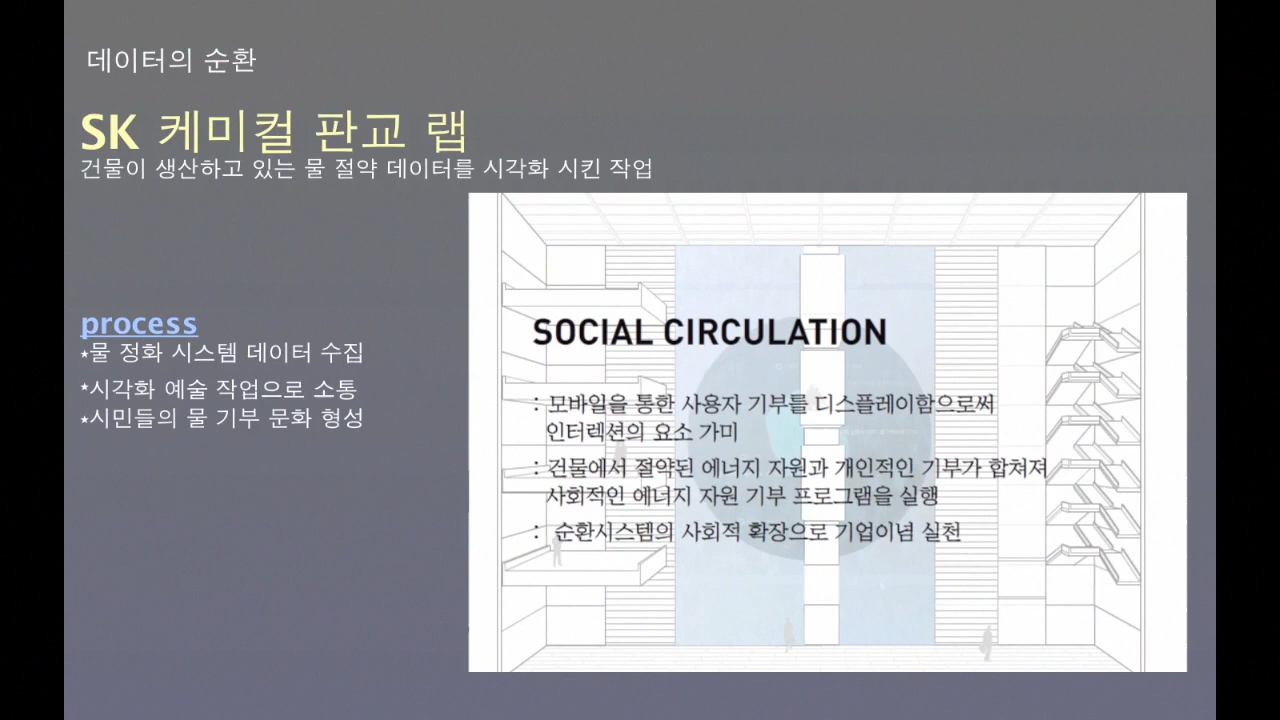 데이터의 순환
SK 케미컬 판교 랩
건물이 생산하고 있는 물 절약 데이터를 시각화 시킨 작업
process
*물 정화 시스템 데이터 수집
*시각화 예술 작업으로 소통
*시민들의 물 기부 문화 형성
SOCIAL CIRCULATION
: 모바일을 통한 사용자 기부를 디스플레이함으로써
인터렉션의 요소 가미
: 건물에서 절약된 에너지 자원과 개인적인 기부가 합쳐져
사회적인 에너지 자원 기부 프로그램을 실행
: 순환시스템의 사회적 확장으로 기업이념 실천